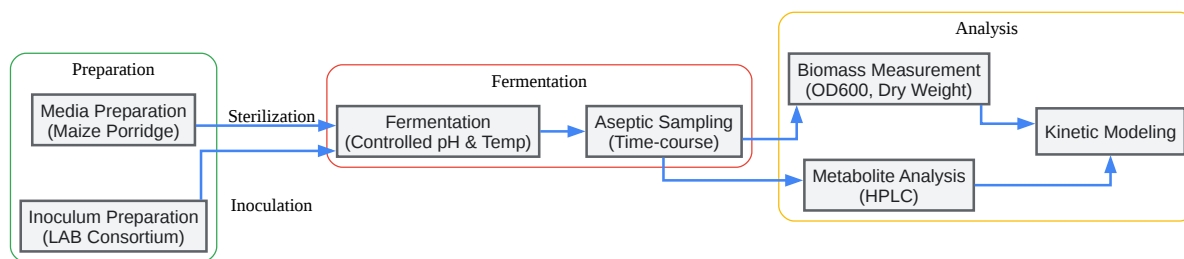 Preparation
Media Preparation
(Maize Porridge)
Inoculum Preparation
(LAB Consortium)
Sterilization
Inoculation
Fermentation
Fermentation
(Controlled pH & Temp)
Aseptic Sampling
(Time-course)
Analysis
Biomass Measurement
(OD600, Dry Weight)
Metabolite Analysis
(HPLC)
Kinetic Modeling